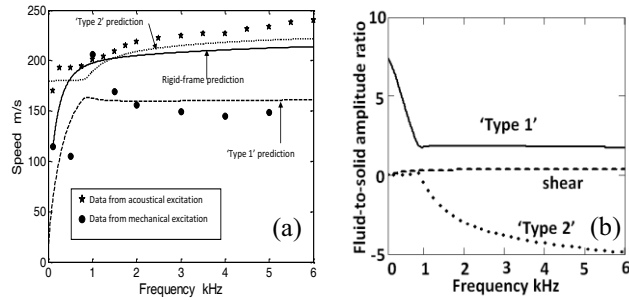 (a)
250
200
150
100
50
0
Speed m/s
'Type 2' prediction
Rigid-frame prediction
'Type 1' prediction
Data from acoustical excitation
Data from mechanical excitation
0 1 2 3 4 5 6
Frequency kHz
(b)
10
5
0
-5
Fluid-to-solid amplitude ratio
'Type 1'
shear
'Type 2'
0 1 2 3 4 5 6
Frequency kHz